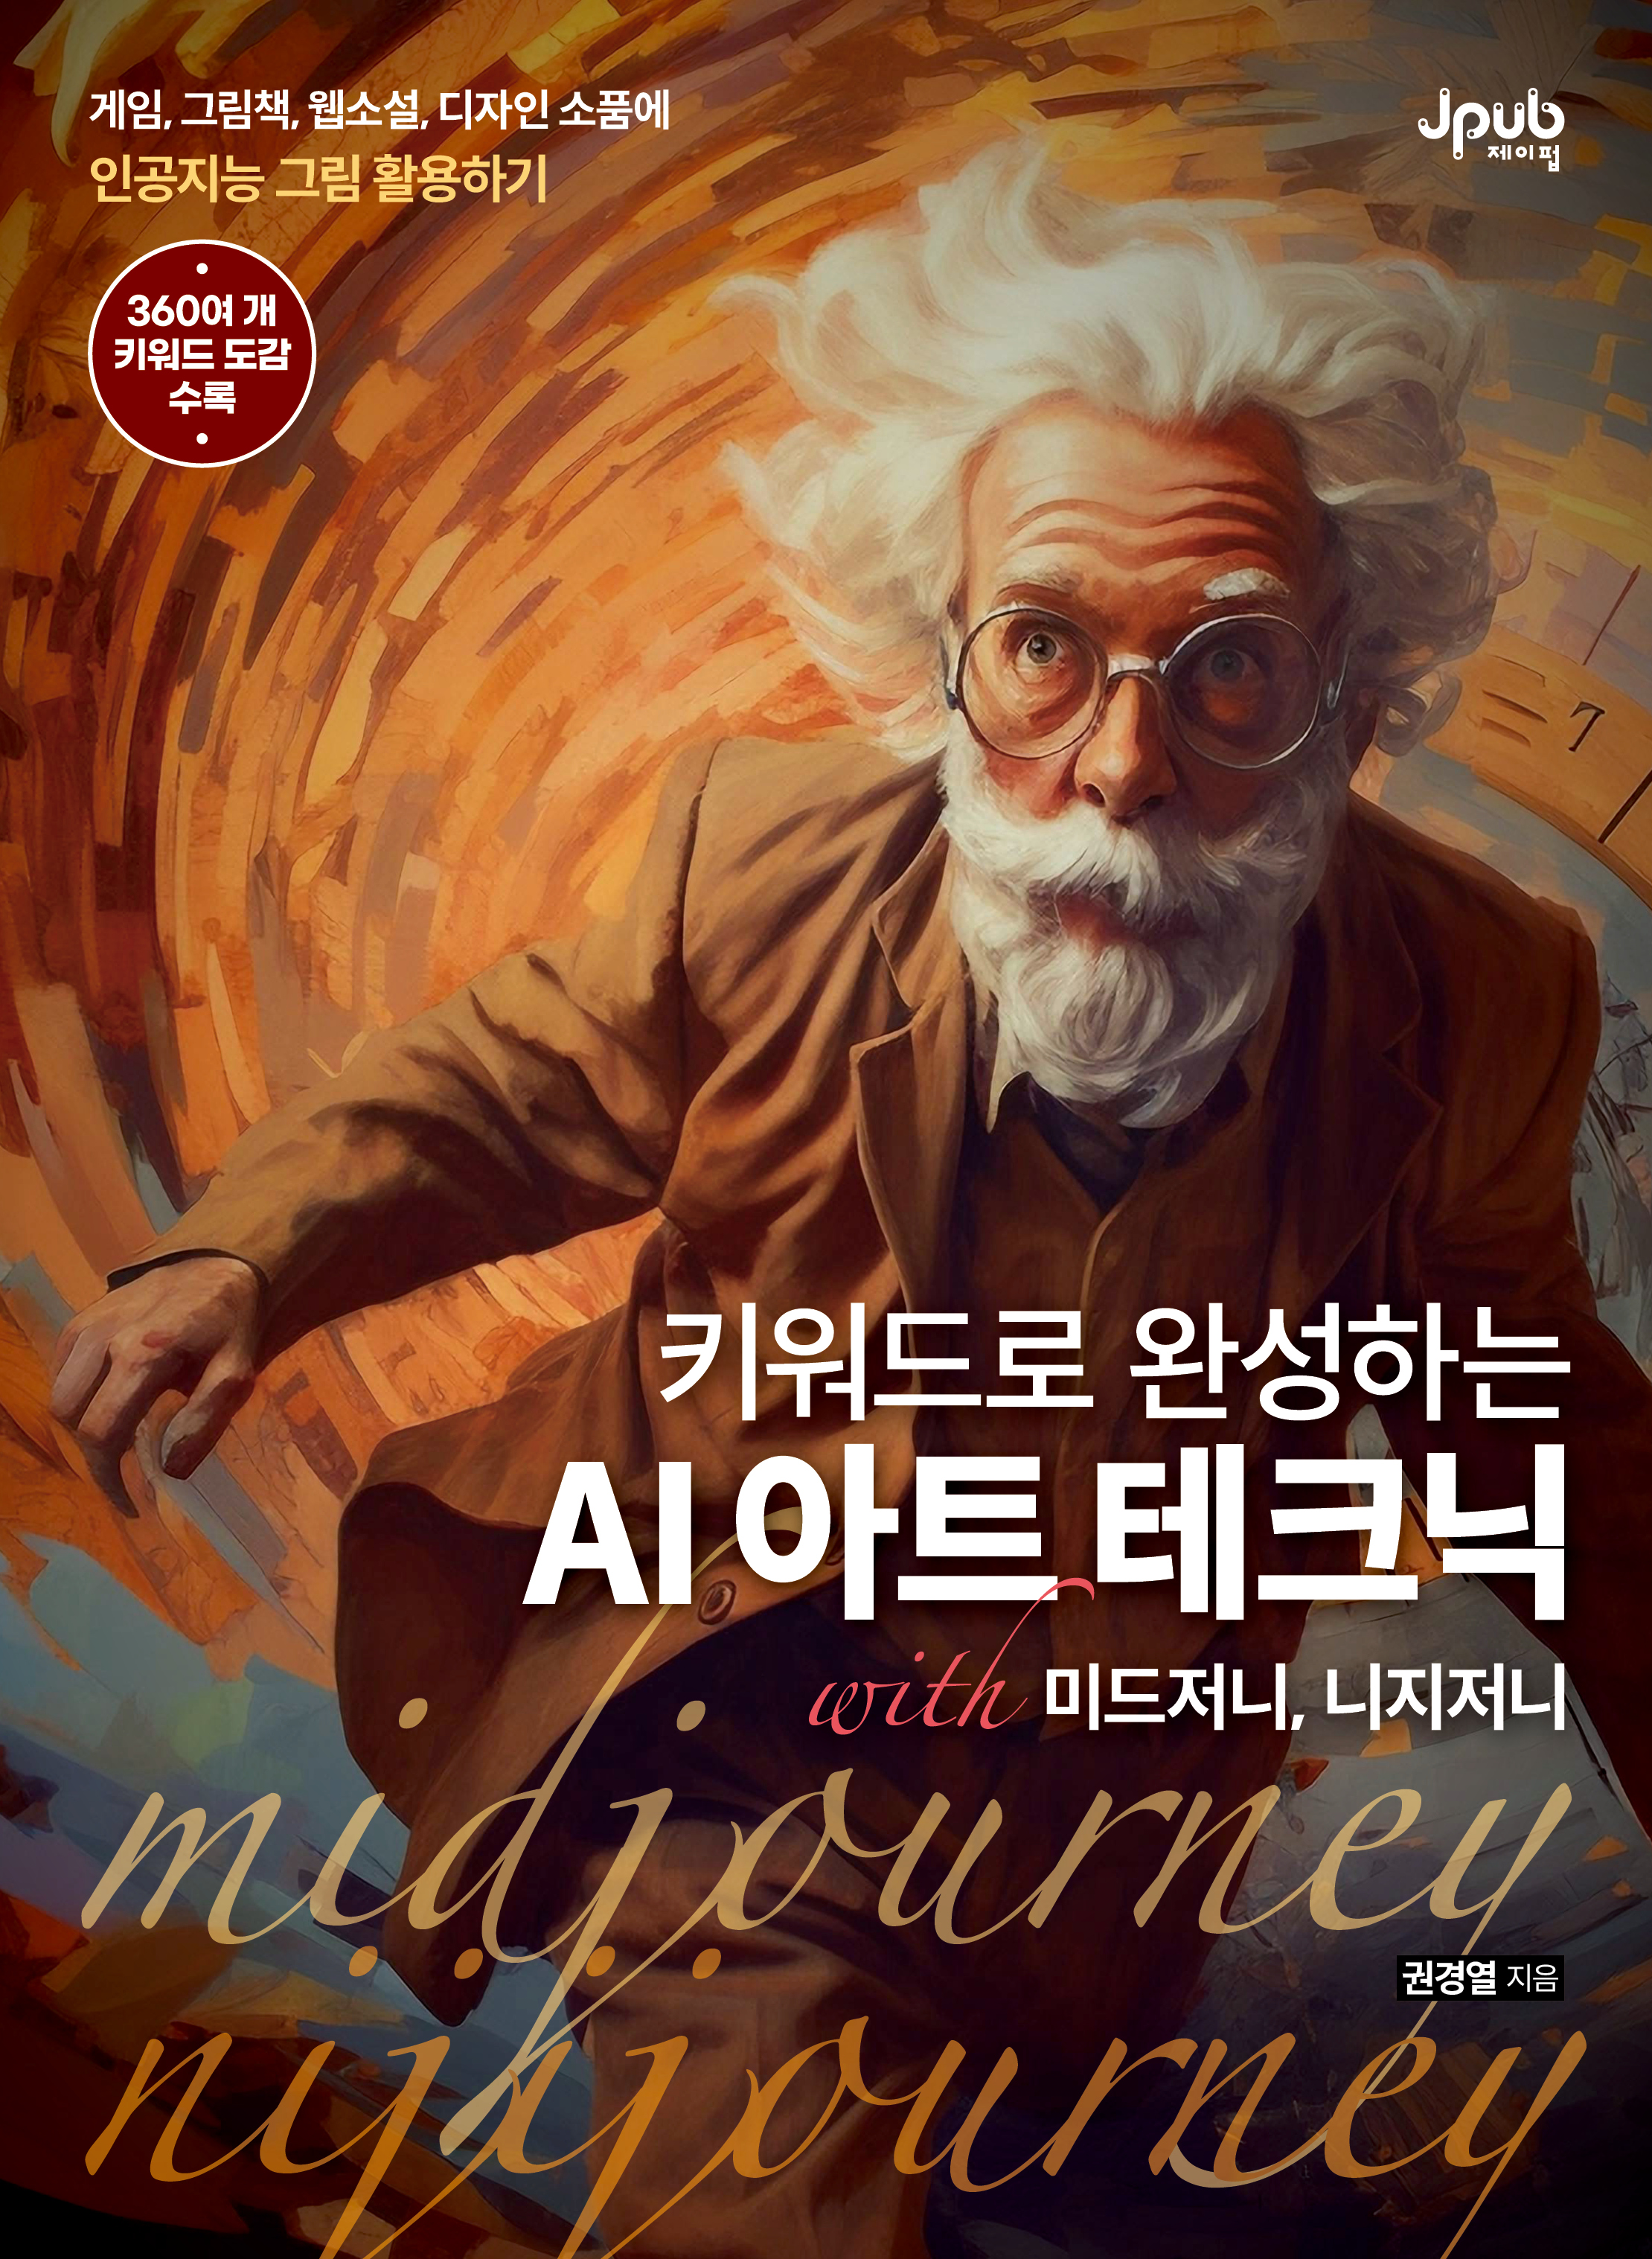 게임, 그림책, 웹소설, 디자인 소품에
인공지능 그림 활용하기
Jpub
제이펍
360여 개
키워드 도감
수록
7
키워드로 완성하는
AI 아트 테크닉
with 미드저니, 니지저니
midjourney
권경열 지음
nijijourney